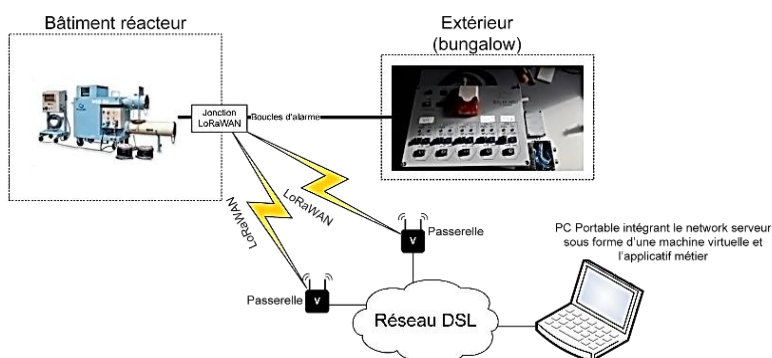 Bâtiment réacteur
Extérieur
(bungalow)
Jonction
LoRaWAN
Boucles d'alarme
LoRaWAN
LoRaWAN
Passerelle
V
Passerelle
V
Réseau DSL
PC Portable intégrant le network serveur
sous forme d'une machine virtuelle et
l'applicatif métier